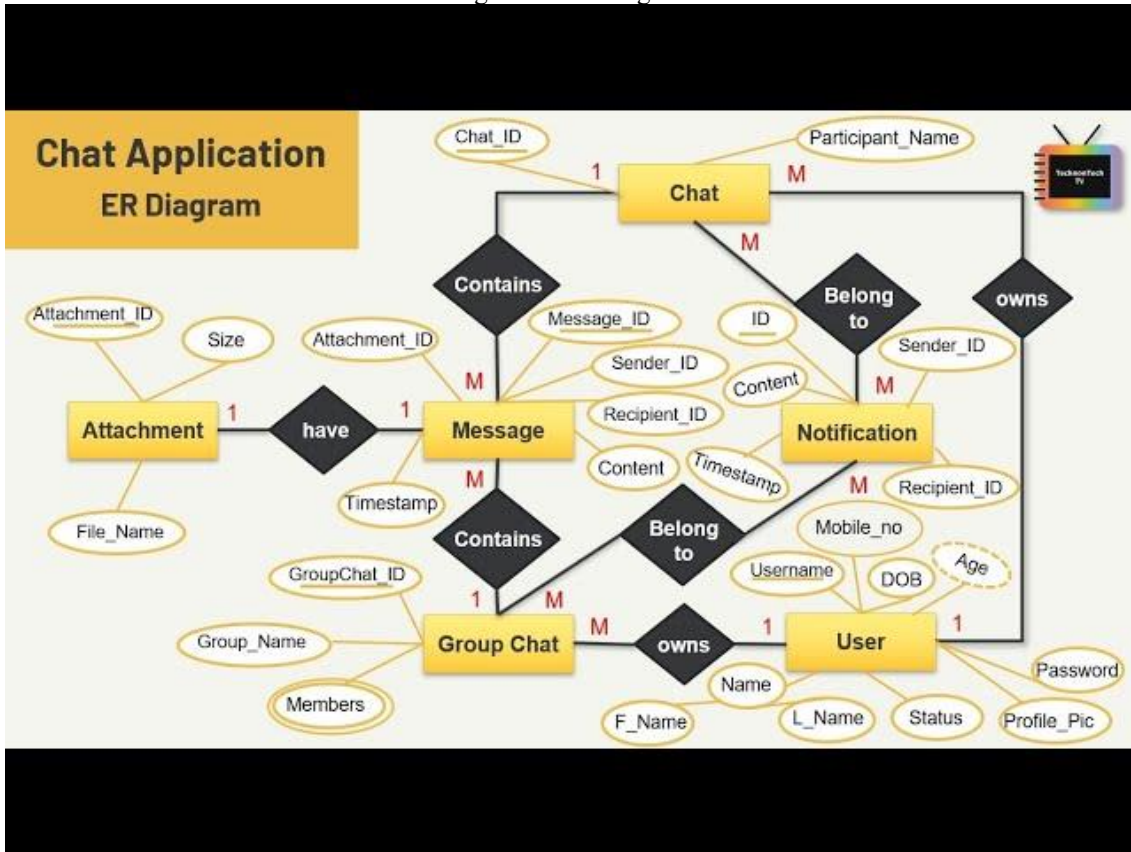 Chat Application
ER Diagram
Chat_ID
Participant_Name
TechnonTech
TV
1
Chat
M
M
Contains
Belong
to
owns
Attachment_ID
Size
Attachment_ID
Message_ID
ID
Sender_ID
Sender_ID
Content
M
M
Attachment
1
have
1
Message
Recipient_ID
Notification
Content
Timestamp
Timestamp
M
M
Recipient_ID
File_Name
Contains
Belong
to
Mobile_no
GroupChat_ID
Username
DOB
Age
1
M
Group_Name
Group Chat
M
owns
1
User
1
Members
Name
Password
F_Name
L_Name
Status
Profile_Pic